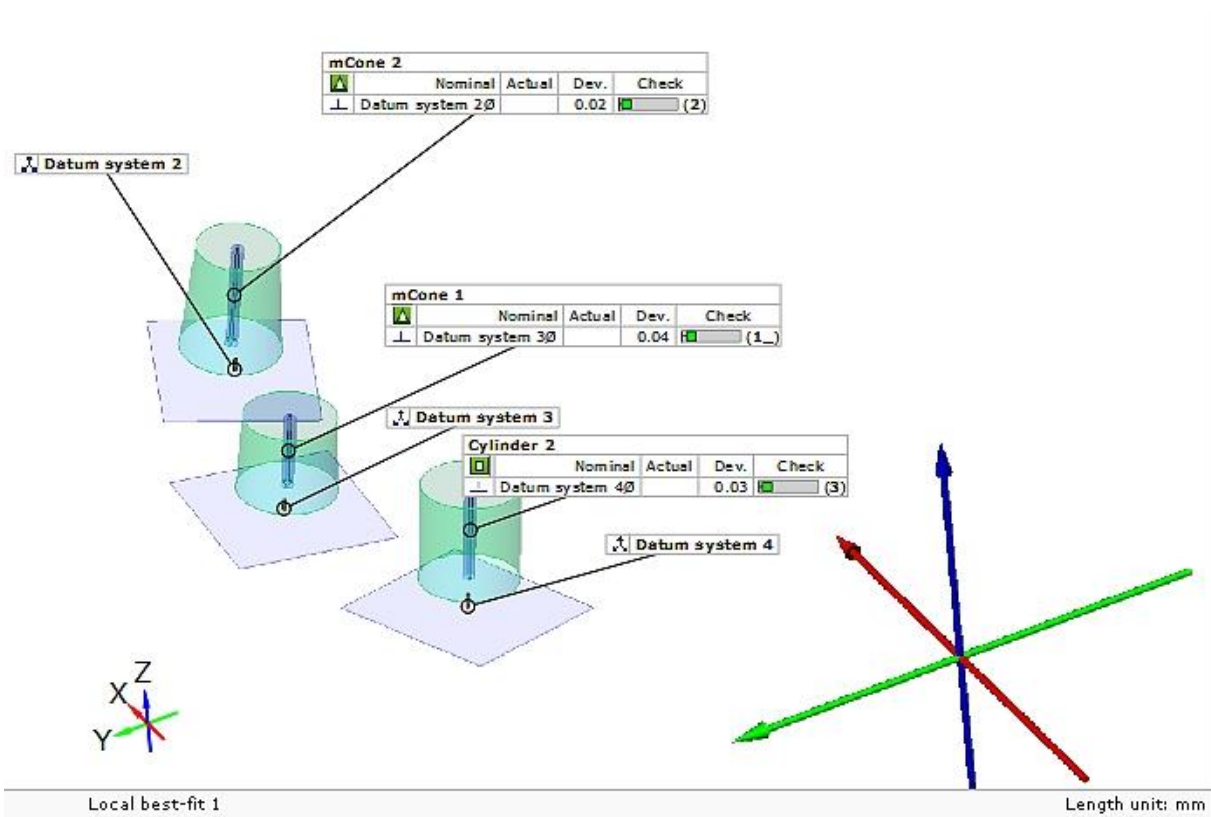 mCone 2
Nominal Actual Dev. Check
⊥ Datum system 2Ø 0.02 (2)
Datum system 2
mCone 1
Nominal Actual Dev. Check
⊥ Datum system 3Ø 0.04 (1_)
Datum system 3
Cylinder 2
Nominal Actual Dev. Check
⊥ Datum system 4Ø 0.03 (3)
Datum system 4
Z
X
Y
Local best-fit 1
Length unit: mm